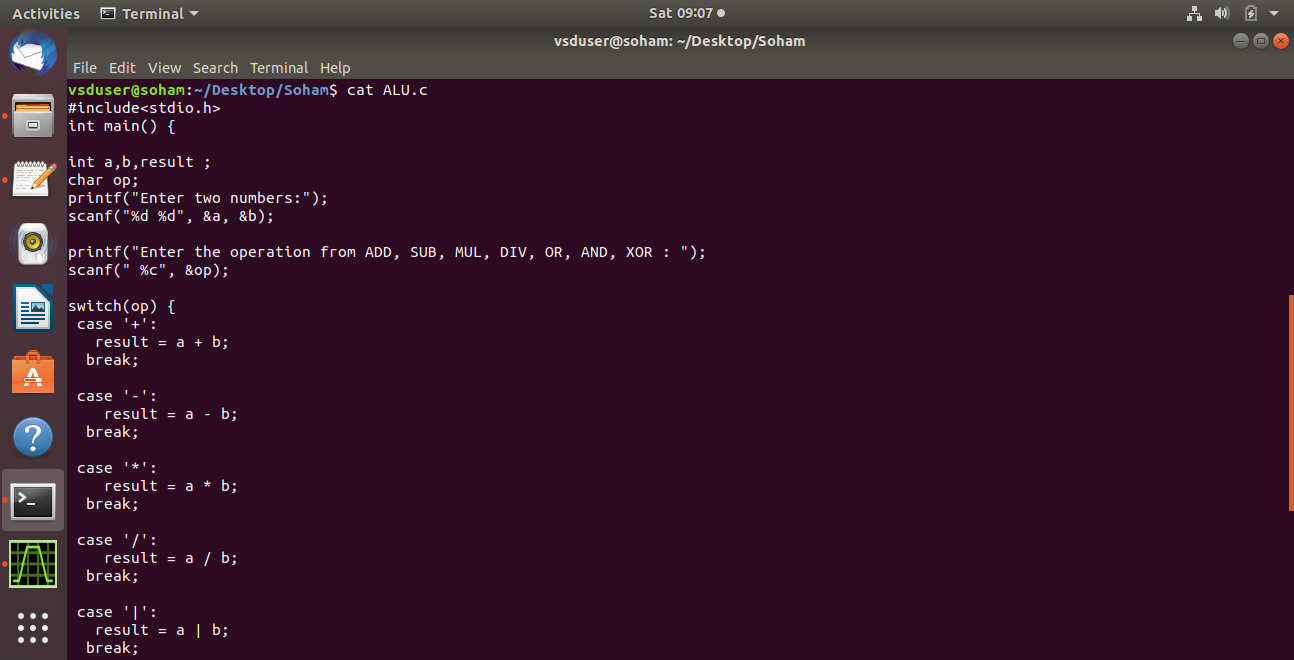 Activities
Terminal
Sat 09:07
vsduser@soham: ~/Desktop/Soham
File Edit View Search Terminal Help
vsduser@soham:~/Desktop/Soham$ cat ALU.c
#include<stdio.h>
int main() {
int a,b,result ;
char op;
printf("Enter two numbers:");
scanf("%d %d", &a, &b);
printf("Enter the operation from ADD, SUB, MUL, DIV, OR, AND, XOR : ");
scanf(" %c", &op);
switch(op) {
 case '+':
   result = a + b;
  break;
 case '-':
    result = a - b;
  break;
 case '*':
    result = a * b;
  break;
 case '/':
    result = a / b;
  break;
 case '|':
   result = a | b;
  break;